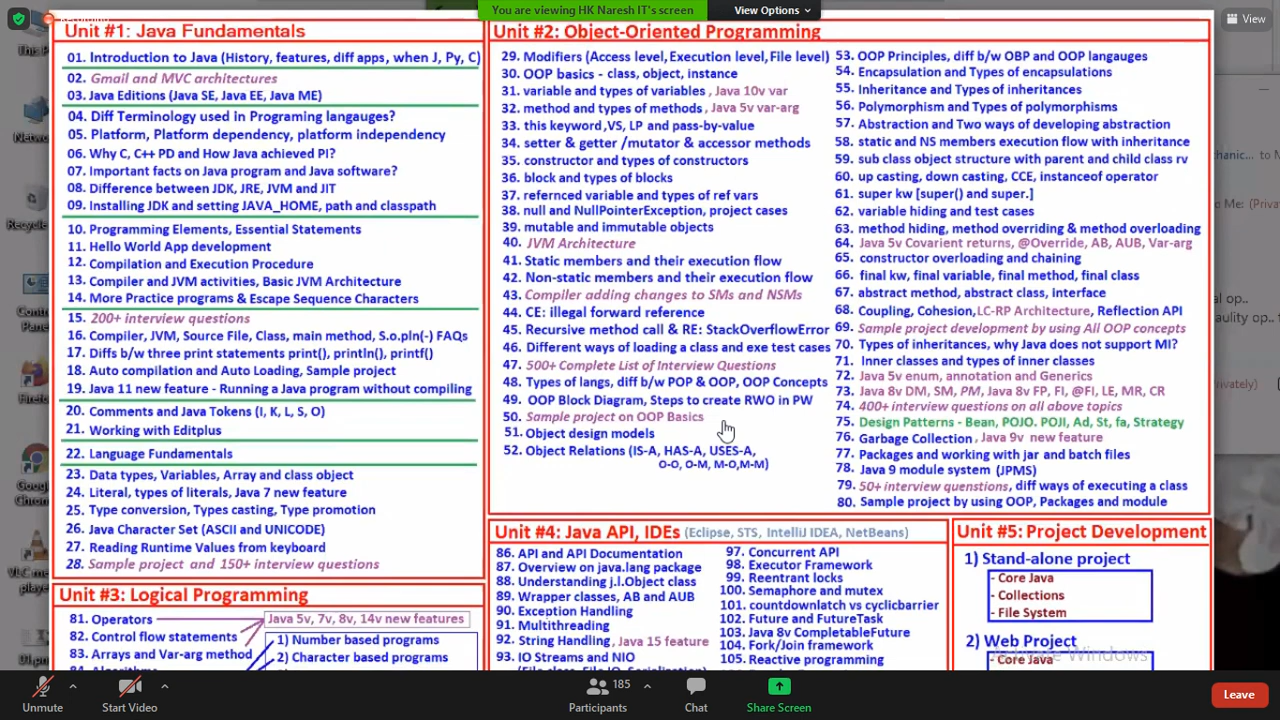 You are viewing HK Naresh IT's screen
View Options
View
Recording
Unit #1: Java Fundamentals
01. Introduction to Java (History, features, diff apps, when J, Py, C)
02. Gmail and MVC architectures
03. Java Editions (Java SE, Java EE, Java ME)
04. Diff Terminology used in Programing langauges?
05. Platform, Platform dependency, platform independency
06. Why C, C++ PD and How Java achieved PI?
07. Important facts on Java program and Java software?
08. Difference between JDK, JRE, JVM and JIT
09. Installing JDK and setting JAVA_HOME, path and classpath
10. Programming Elements, Essential Statements
11. Hello World App development
12. Compilation and Execution Procedure
13. Compiler and JVM activities, Basic JVM Architecture
14. More Practice programs & Escape Sequence Characters
15. 200+ interview questions
16. Compiler, JVM, Source File, Class, main method, S.o.pln(-) FAQs
17. Diffs b/w three print statements print(), println(), printf()
18. Auto compilation and Auto Loading, Sample project
19. Java 11 new feature - Running a Java program without compiling
20. Comments and Java Tokens (I, K, L, S, O)
21. Working with Editplus
22. Language Fundamentals
23. Data types, Variables, Array and class object
24. Literal, types of literals, Java 7 new feature
25. Type conversion, Types casting, Type promotion
26. Java Character Set (ASCII and UNICODE)
27. Reading Runtime Values from keyboard
28. Sample project and 150+ interview questions
Unit #2: Object-Oriented Programming
29. Modifiers (Access level, Execution level, File level)
30. OOP basics - class, object, instance
31. variable and types of variables, Java 10v var
32. method and types of methods, Java 5v var-arg
33. this keyword ,VS, LP and pass-by-value
34. setter & getter /mutator & accessor methods
35. constructor and types of constructors
36. block and types of blocks
37. refernced variable and types of ref vars
38. null and NullPointerException, project cases
39. mutable and immutable objects
40. JVM Architecture
41. Static members and their execution flow
42. Non-static members and their execution flow
43. Compiler adding changes to SMs and NSMs
44. CE: illegal forward reference
45. Recursive method call & RE: StackOverflowError
46. Different ways of loading a class and exe test cases
47. 500+ Complete List of Interview Questions
48. Types of langs, diff b/w POP & OOP, OOP Concepts
49. OOP Block Diagram, Steps to create RWO in PW
50. Sample project on OOP Basics
51. Object design models
52. Object Relations (IS-A, HAS-A, USES-A,
O-O, O-M, M-O,M-M)
53. OOP Principles, diff b/w OBP and OOP langauges
54. Encapsulation and Types of encapsulations
55. Inheritance and Types of inheritances
56. Polymorphism and Types of polymorphisms
57. Abstraction and Two ways of developing abstraction
58. static and NS members execution flow with inheritance
59. sub class object structure with parent and child class rv
60. up casting, down casting, CCE, instanceof operator
61. super kw [super() and super.]
62. variable hiding and test cases
63. method hiding, method overriding & method overloading
64. Java 5v Covarient returns, @Override, AB, AUB, Var-arg
65. constructor overloading and chaining
66. final kw, final variable, final method, final class
67. abstract method, abstract class, interface
68. Coupling, Cohesion, LC-RP Architecture, Reflection API
69. Sample project development by using All OOP concepts
70. Types of inheritances, why Java does not support MI?
71. Inner classes and types of inner classes
72. Java 5v enum, annotation and Generics
73. Java 8v DM, SM, PM, Java 8v FP, FI, @FI, LE, MR, CR
74. 400+ interview questions on all above topics
75. Design Patterns - Bean, POJO. POJI, Ad, St, fa, Strategy
76. Garbage Collection, Java 9v new feature
77. Packages and working with jar and batch files
78. Java 9 module system (JPMS)
79. 50+ interview quenstions, diff ways of executing a class
80. Sample project by using OOP, Packages and module
Unit #3: Logical Programming
81. Operators
82. Control flow statements
83. Arrays and Var-arg method
84. Algorithms
Java 5v, 7v, 8v, 14v new features
1) Number based programs
2) Character based programs
Unit #4: Java API, IDEs (Eclipse, STS, IntelliJ IDEA, NetBeans)
86. API and API Documentation
87. Overview on java.lang package
88. Understanding j.l.Object class
89. Wrapper classes, AB and AUB
90. Exception Handling
91. Multithreading
92. String Handling, Java 15 feature
93. IO Streams and NIO
(File class, File IO, Serialization)
97. Concurrent API
98. Executor Framework
99. Reentrant locks
100. Semaphore and mutex
101. countdownlatch vs cyclicbarrier
102. Future and FutureTask
103. Java 8v CompletableFuture
104. Fork/Join framework
105. Reactive programming
Unit #5: Project Development
1) Stand-alone project
- Core Java
- Collections
- File System
2) Web Project
- Core Java
Activate Windows
Unmute
Start Video
185
Participants
Chat
Share Screen
Leave